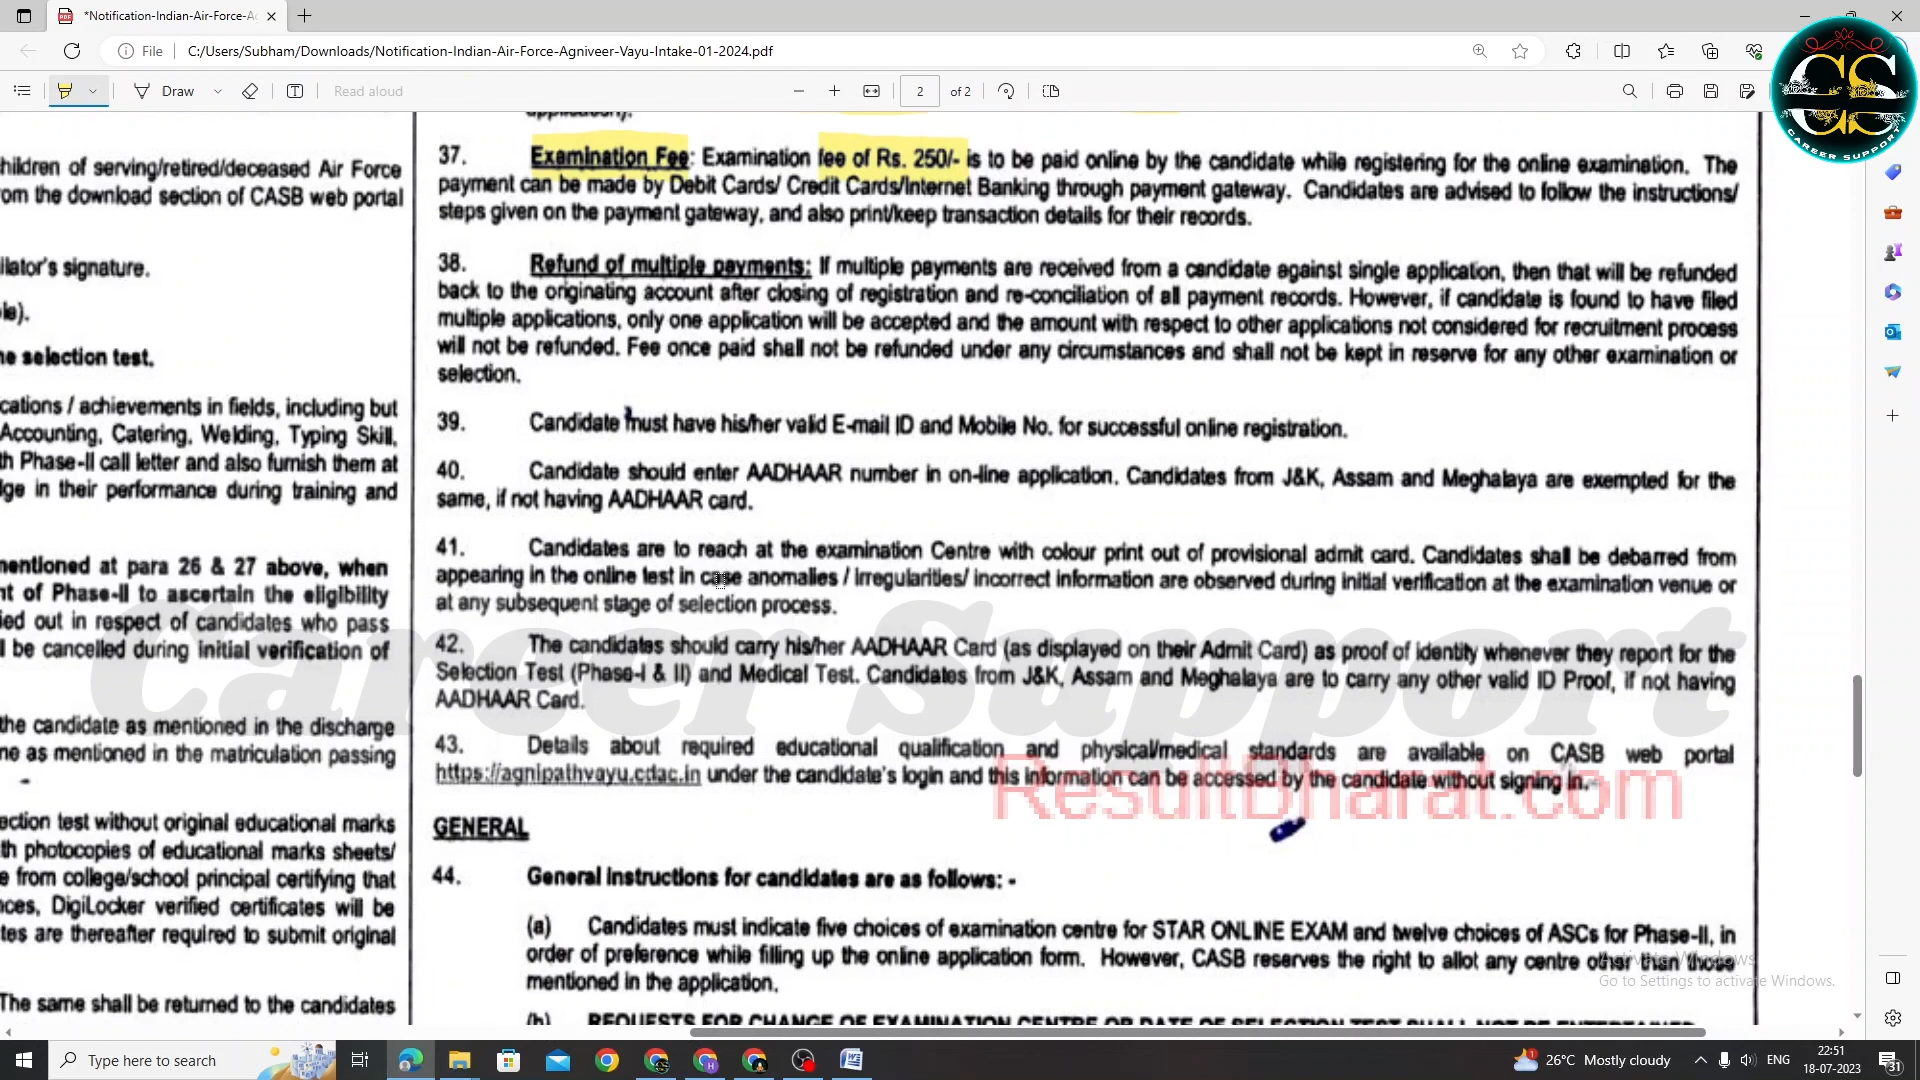 *Notification-Indian-Air-Force-A
File
C:/Users/Subham/Downloads/Notification-Indian-Air-Force-Agniveer-Vayu-Intake-01-2024.pdf
Draw
Read aloud
2
of 2
CS
CAREER SUPPORT
children of serving/retired/deceased Air Force
om the download section of CASB web portal
ilator's signature.
le).
he selection test.
cations / achievements in fields, including but
Accounting, Catering, Welding, Typing Skill,
th Phase-II call letter and also furnish them at
dge in their performance during training and
mentioned at para 26 & 27 above, when
nt of Phase-II to ascertain the eligibility
ied out in respect of candidates who pass
l be cancelled during initial verification of
the candidate as mentioned in the discharge
ne as mentioned in the matriculation passing
ection test without original educational marks
th photocopies of educational marks sheets/
e from college/school principal certifying that
nces, DigiLocker verified certificates will be
tes are thereafter required to submit original
The same shall be returned to the candidates
application).
37. Examination Fee: Examination fee of Rs. 250/- is to be paid online by the candidate while registering for the online examination. The
payment can be made by Debit Cards/ Credit Cards/Internet Banking through payment gateway. Candidates are advised to follow the instructions/
steps given on the payment gateway, and also print/keep transaction details for their records.
38. Refund of multiple payments: If multiple payments are received from a candidate against single application, then that will be refunded
back to the originating account after closing of registration and re-conciliation of all payment records. However, if candidate is found to have filed
multiple applications, only one application will be accepted and the amount with respect to other applications not considered for recruitment process
will not be refunded. Fee once paid shall not be refunded under any circumstances and shall not be kept in reserve for any other examination or
selection.
39. Candidate must have his/her valid E-mail ID and Mobile No. for successful online registration.
40. Candidate should enter AADHAAR number in on-line application. Candidates from J&K, Assam and Meghalaya are exempted for the
same, if not having AADHAAR card.
41. Candidates are to reach at the examination Centre with colour print out of provisional admit card. Candidates shall be debarred from
appearing in the online test in case anomalies / irregularities/ incorrect information are observed during initial verification at the examination venue or
at any subsequent stage of selection process.
42. The candidates should carry his/her AADHAAR Card (as displayed on their Admit Card) as proof of identity whenever they report for the
Selection Test (Phase-I & II) and Medical Test. Candidates from J&K, Assam and Meghalaya are to carry any other valid ID Proof, if not having
AADHAAR Card.
43. Details about required educational qualification and physical/medical standards are available on CASB web portal
https://agnipathvayu.cdac.in under the candidate's login and this information can be accessed by the candidate without signing in.
GENERAL
44. General instructions for candidates are as follows: -
(a) Candidates must indicate five choices of examination centre for STAR ONLINE EXAM and twelve choices of ASCs for Phase-II, in
order of preference while filling up the online application form. However, CASB reserves the right to allot any centre other than those
mentioned in the application.
(b) REQUESTS FOR CHANGE OF EXAMINATION CENTRE OR DATE OF SELECTION TEST SHALL NOT BE ENTERTAINED
Career Support
ResultBharat.com
Activate Windows
Go to Settings to activate Windows.
Type here to search
26°C Mostly cloudy
ENG
22:51
18-07-2023
31